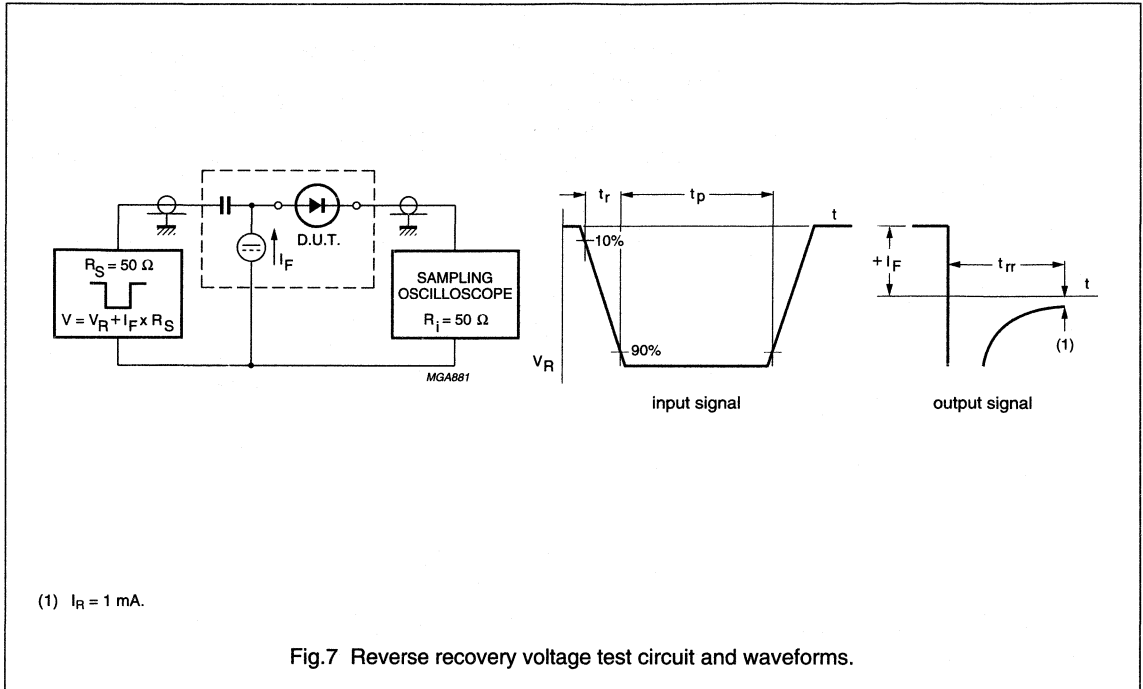 D.U.T.
I_F
R_S = 50 Ω
V = V_R + I_F x R_S
SAMPLING
OSCILLOSCOPE
R_i = 50 Ω
MGA881
t_r
t_p
t
10%
90%
V_R
input signal
+ I_F
t_rr
t
(1)
output signal
(1) I_R = 1 mA.
Fig.7 Reverse recovery voltage test circuit and waveforms.